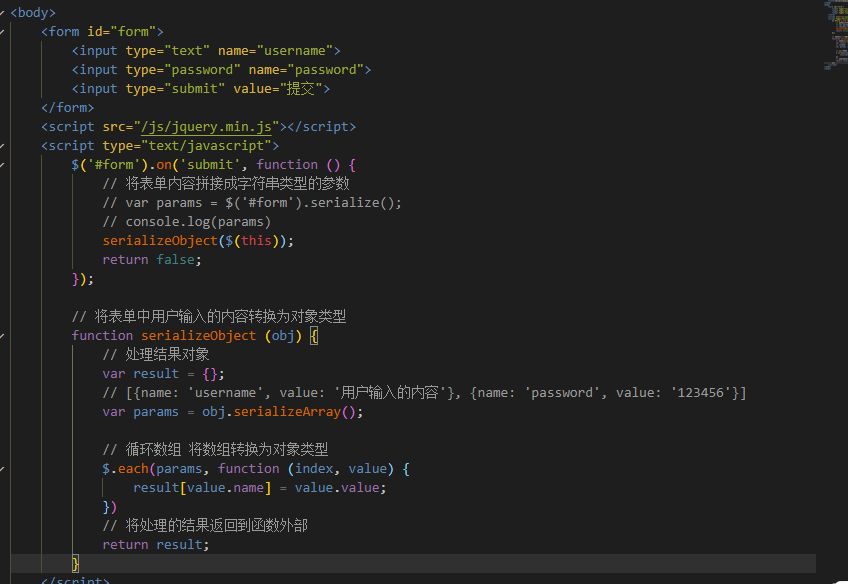 <body>
<form id="form">
<input type="text" name="username">
<input type="password" name="password">
<input type="submit" value="提交">
</form>
<script src="/js/jquery.min.js"></script>
<script type="text/javascript">
$('#form').on('submit', function () {
// 将表单内容拼接成字符串类型的参数
// var params = $('#form').serialize();
// console.log(params)
serializeObject($(this));
return false;
});
// 将表单中用户输入的内容转换为对象类型
function serializeObject (obj) {
// 处理结果对象
var result = {};
// [{name: 'username', value: '用户输入的内容'}, {name: 'password', value: '123456'}]
var params = obj.serializeArray();
// 循环数组 将数组转换为对象类型
$.each(params, function (index, value) {
result[value.name] = value.value;
})
// 将处理的结果返回到函数外部
return result;
}
</script>